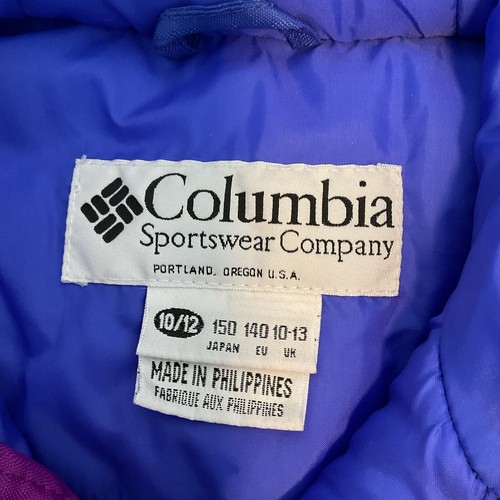 Columbia
Sportswear Company
PORTLAND, OREGON U.S.A.
10/12 150 140 10-13
JAPAN EU UK
MADE IN PHILIPPINES
FABRIQUE AUX PHILIPPINES